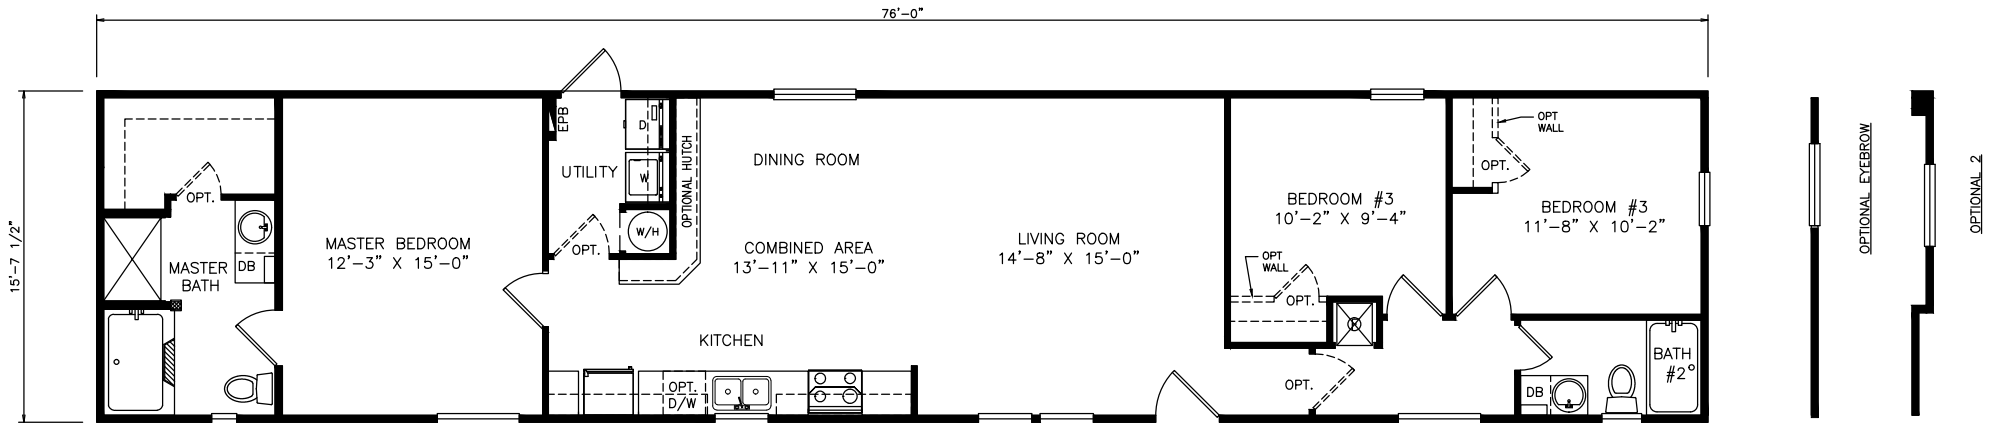 76'-0"
15'-7 1/2"
OPT.
MASTER
BATH
DB
MASTER BEDROOM
12'-3" X 15'-0"
EPB
UTILITY
D
W
W/H
OPT.
OPTIONAL HUTCH
DINING ROOM
COMBINED AREA
13'-11" X 15'-0"
KITCHEN
OPT.
D/W
LIVING ROOM
14'-8" X 15'-0"
BEDROOM #3
10'-2" X 9'-4"
OPT
WALL
OPT.
OPT.
OPT
WALL
OPT.
BEDROOM #3
11'-8" X 10'-2"
DB
BATH
#2°
OPTIONAL EYEBROW
OPTIONAL 2